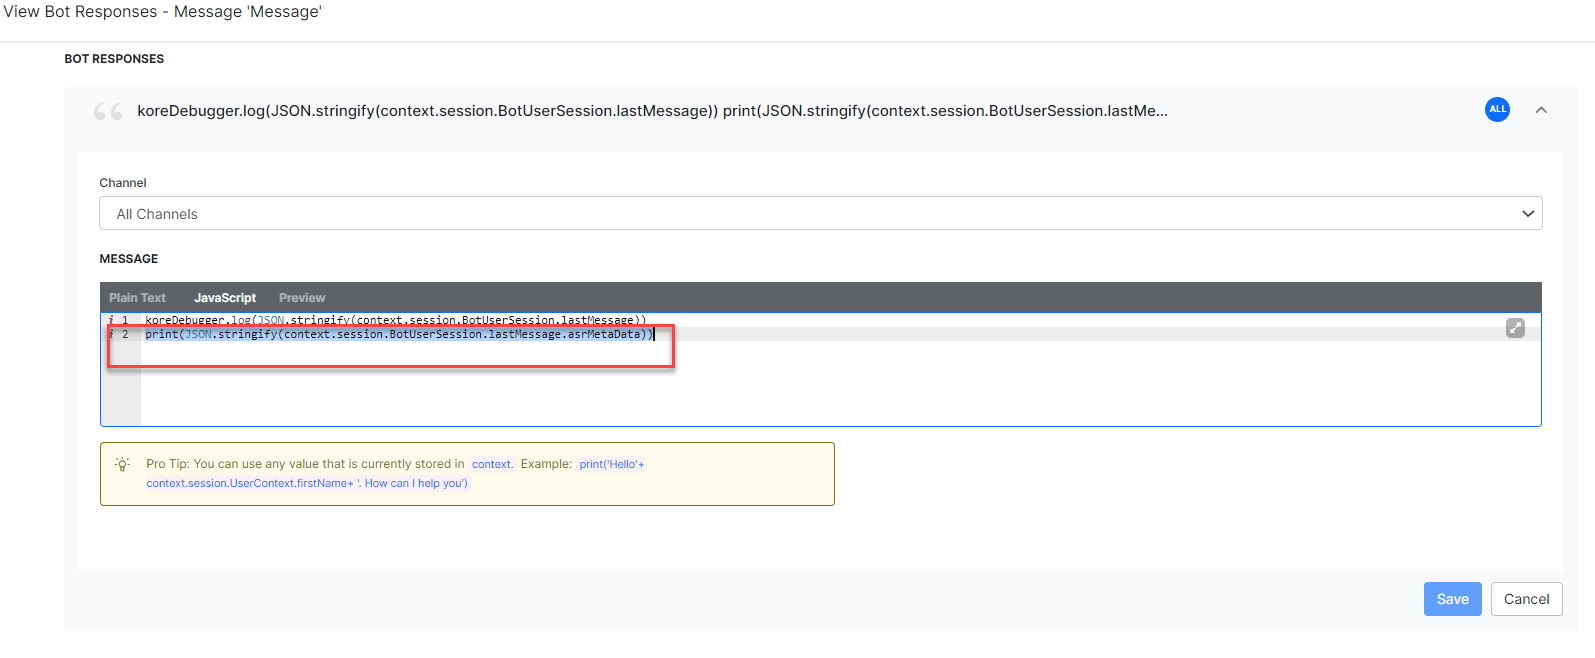 View Bot Responses - Message 'Message'
BOT RESPONSES
koreDebugger.log(JSON.stringify(context.session.BotUserSession.lastMessage)) print(JSON.stringify(context.session.BotUserSession.lastMe...
ALL
Channel
All Channels
MESSAGE
Plain Text JavaScript Preview
i 1 koreDebugger.log(JSON.stringify(context.session.BotUserSession.lastMessage))
i 2 print(JSON.stringify(context.session.BotUserSession.lastMessage.asrMetaData))
Pro Tip: You can use any value that is currently stored in context. Example: print('Hello'+
context.session.UserContext.firstName+ '. How can I help you')
Save Cancel